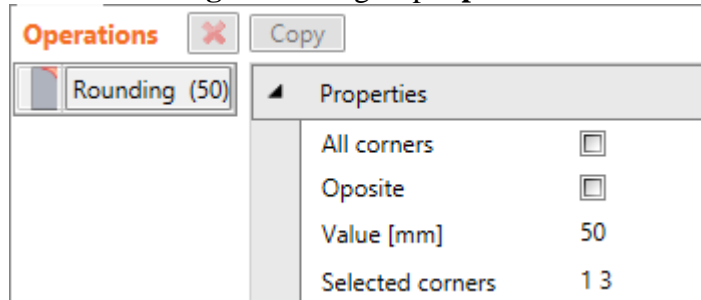 Operations Copy
Rounding (50) Properties
All corners
Oposite
Value [mm] 50
Selected corners 1 3